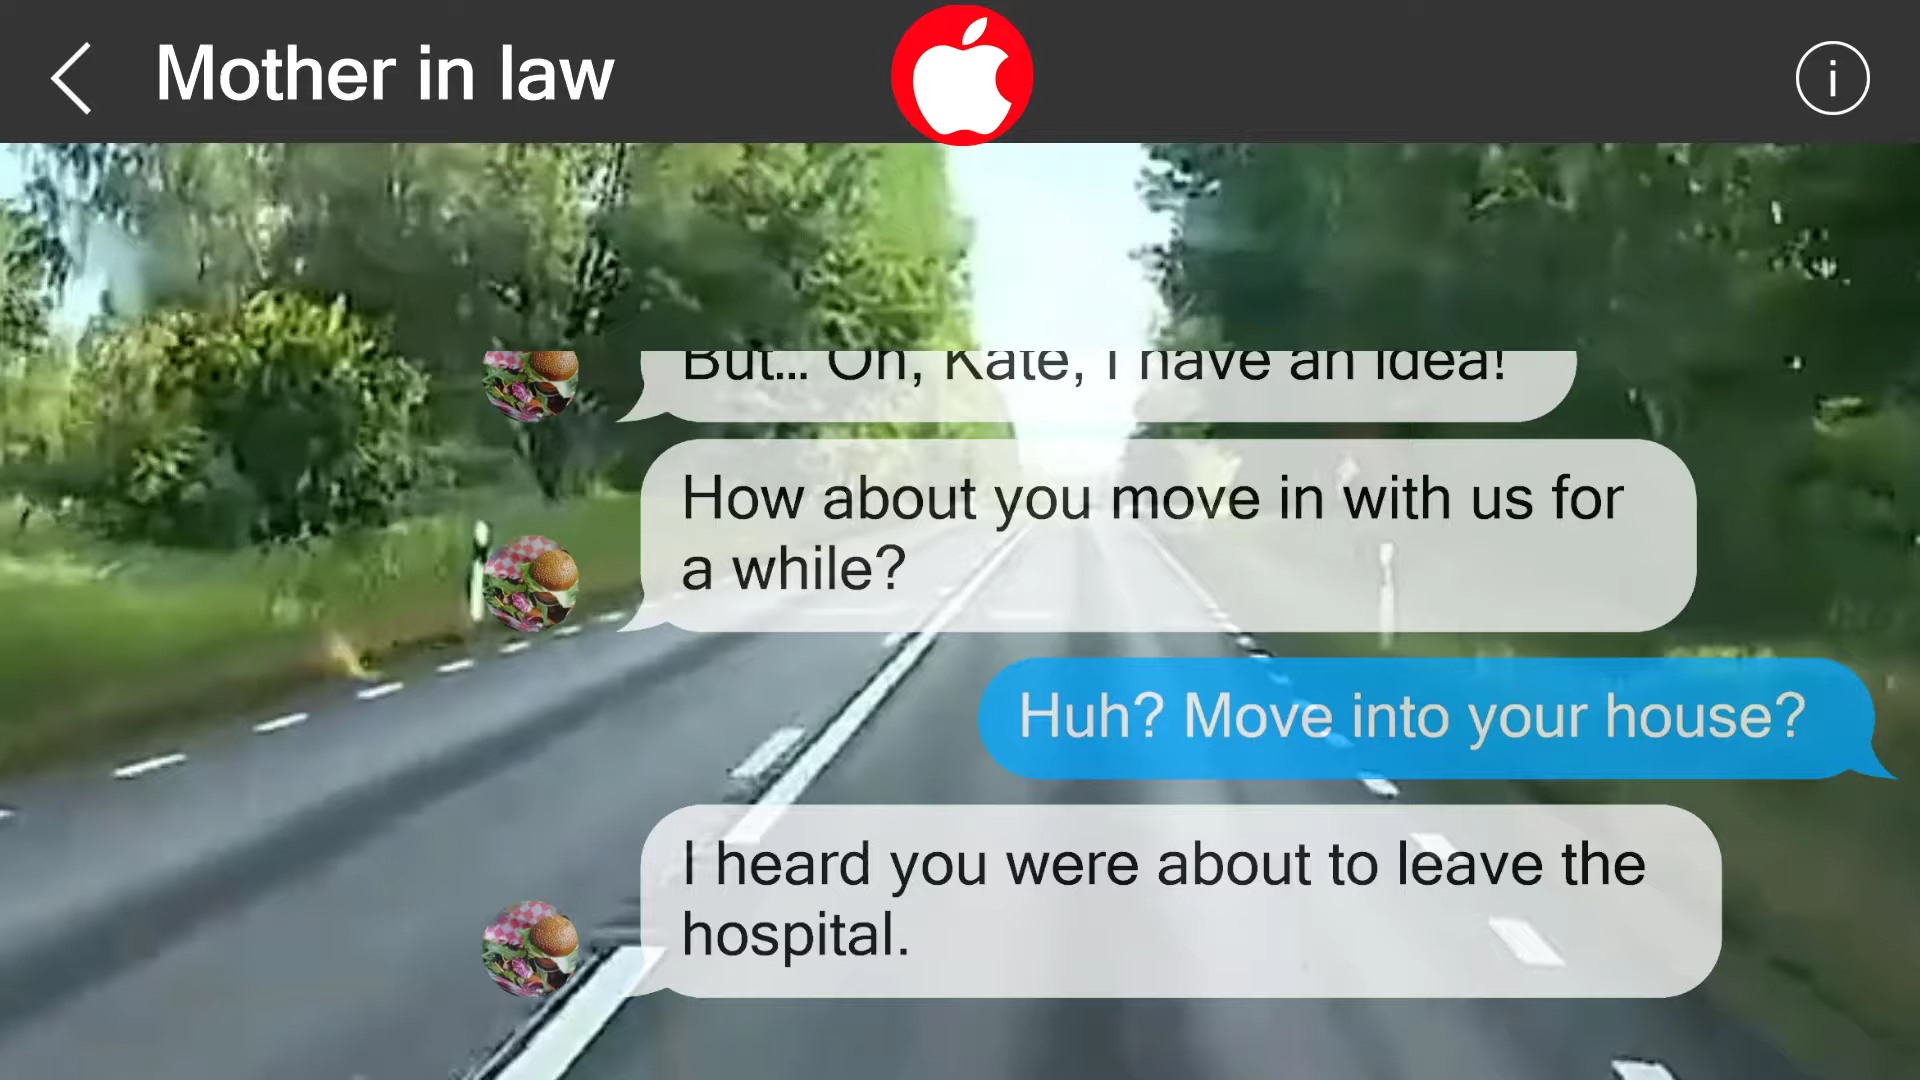 Mother in law
i
But... Oh, Kate, I have an idea!
How about you move in with us for
a while?
Huh? Move into your house?
I heard you were about to leave the
hospital.